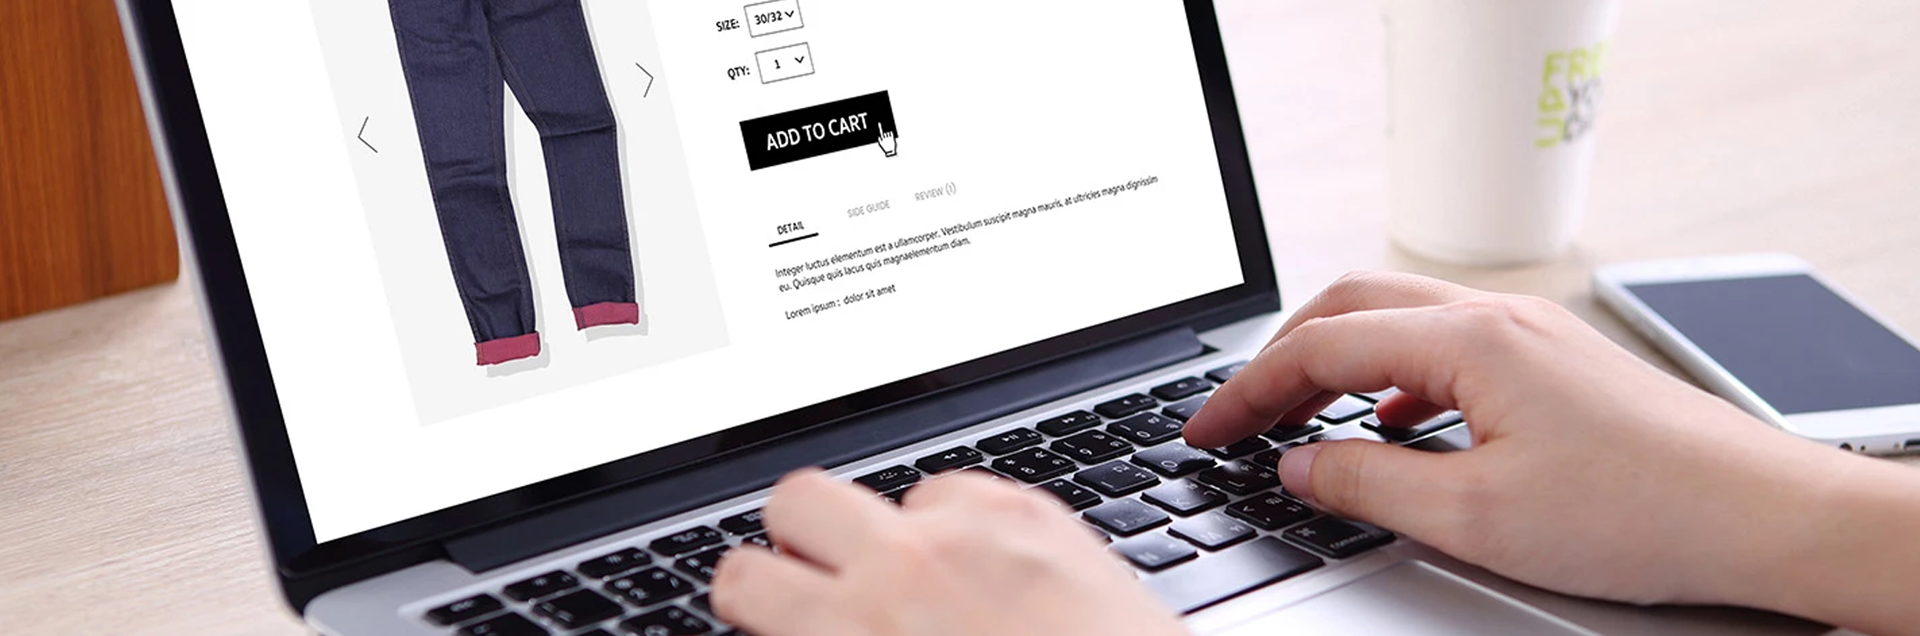 SIZE: 30/32
QTY: 1
ADD TO CART
DETAIL SIDE GUIDE REVIEW (1)
Integer luctus elementum est a ullamcorper. Vestibulum suscipit magna mauris, at ultricies magna dignissim
eu. Quisque quis lacus quis magnaelementum diam.
Lorem ipsum : dolor sit amet